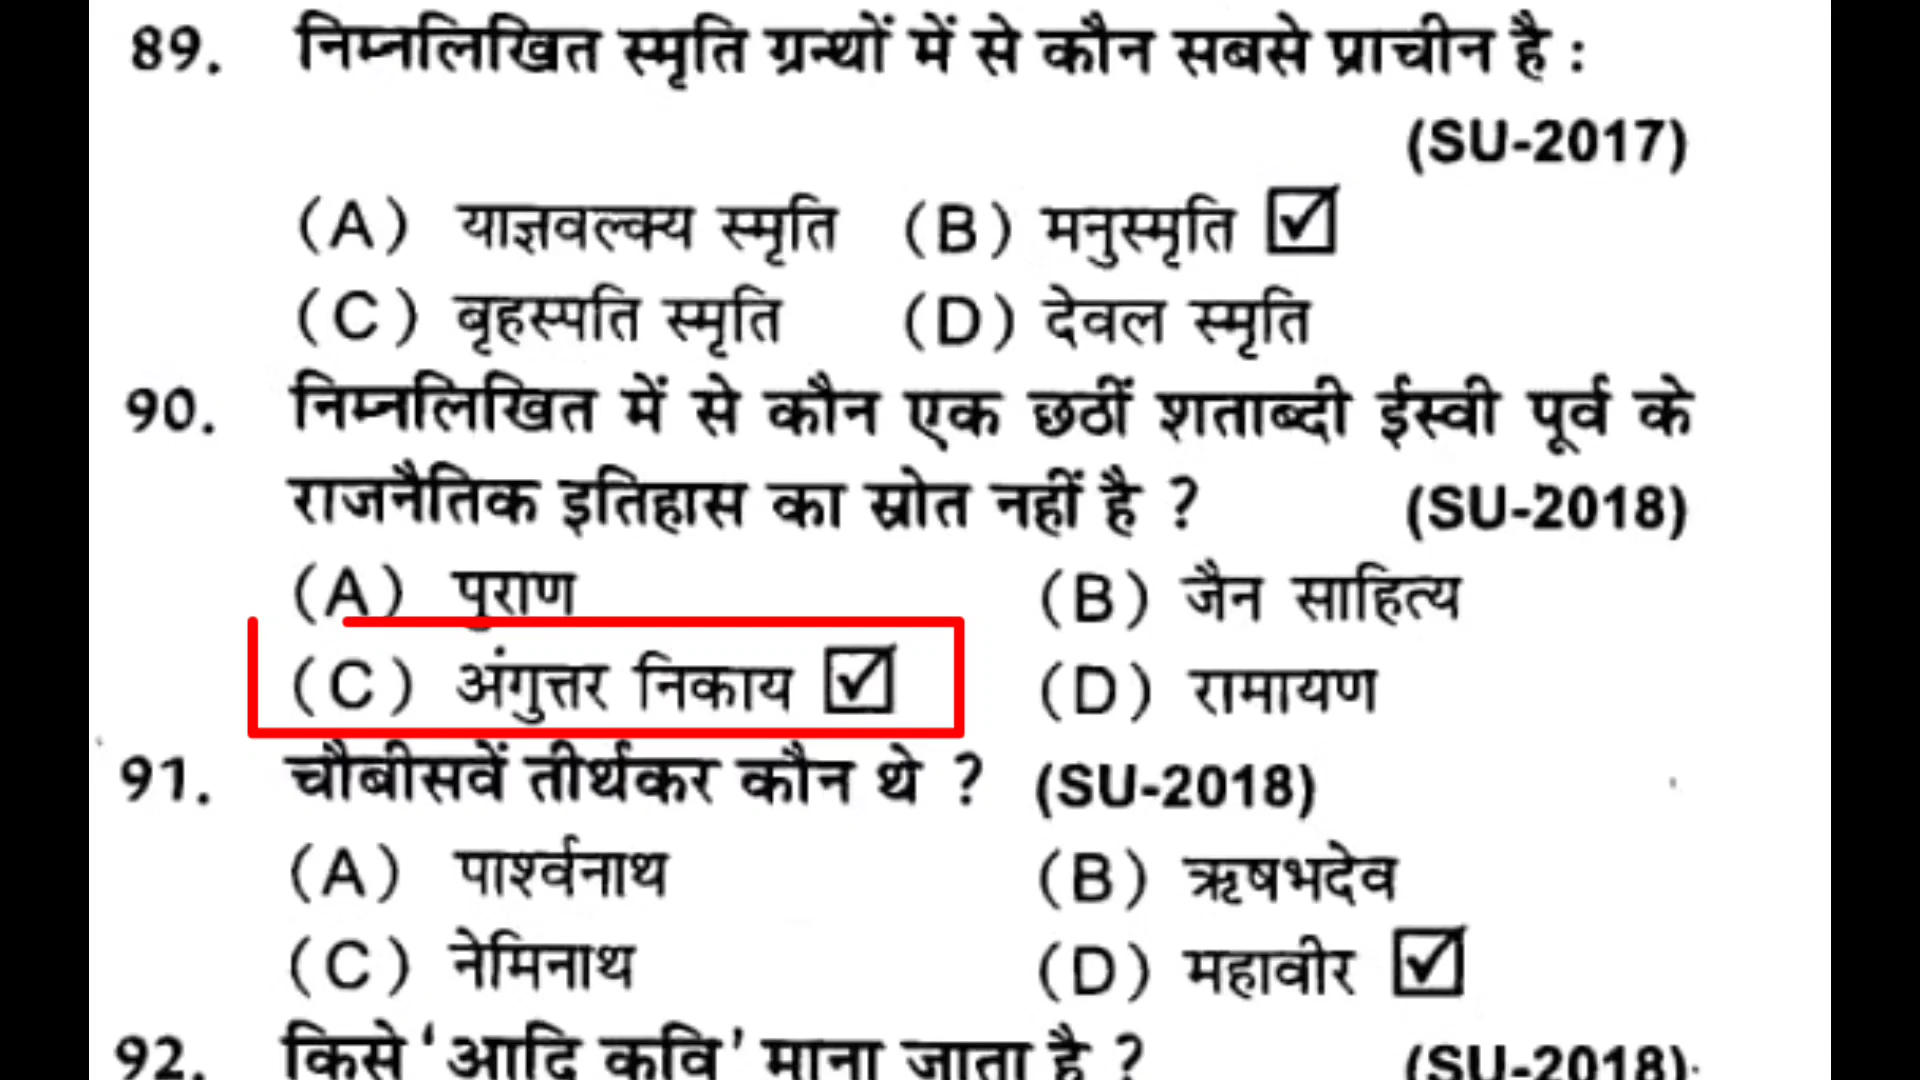 89. निम्नलिखित स्मृति ग्रन्थों में से कौन सबसे प्राचीन है :
(SU-2017)
(A) याज्ञवल्क्य स्मृति (B) मनुस्मृति ☑
(C) बृहस्पति स्मृति (D) देवल स्मृति
90. निम्नलिखित में से कौन एक छठीं शताब्दी ईस्वी पूर्व के
राजनैतिक इतिहास का स्रोत नहीं है ? (SU-2018)
(A) पुराण (B) जैन साहित्य
(C) अंगुत्तर निकाय ☑ (D) रामायण
91. चौबीसवें तीर्थकर कौन थे ? (SU-2018)
(A) पार्श्वनाथ (B) ऋषभदेव
(C) नेमिनाथ (D) महावीर ☑
92. किसे 'आदि कवि' माना जाता है ? (SU-2018)